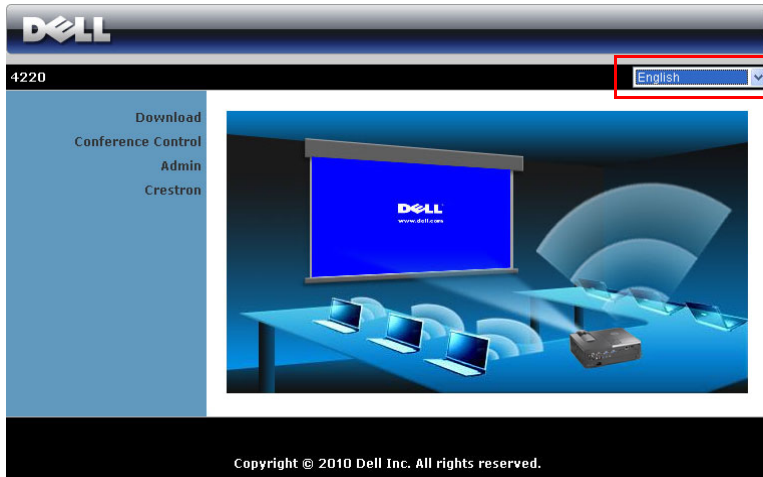 DELL
4220
English
Download
Conference Control
Admin
Crestron
DELL
www.dell.com
Copyright © 2010 Dell Inc. All rights reserved.